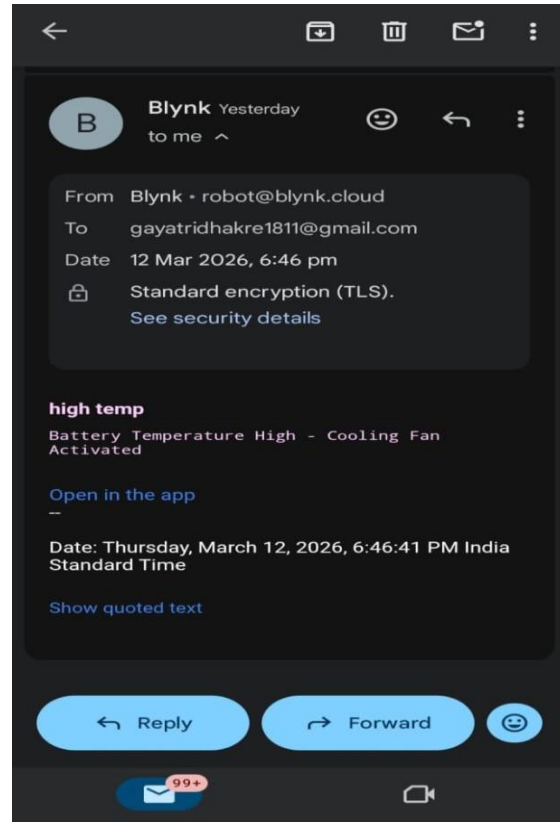 B
Blynk Yesterday
to me
From Blynk • robot@blynk.cloud
To gayatridhakre1811@gmail.com
Date 12 Mar 2026, 6:46 pm
Standard encryption (TLS).
See security details
high temp
Battery Temperature High - Cooling Fan
Activated
Open in the app
--
Date: Thursday, March 12, 2026, 6:46:41 PM India
Standard Time
Show quoted text
Reply
Forward
99+